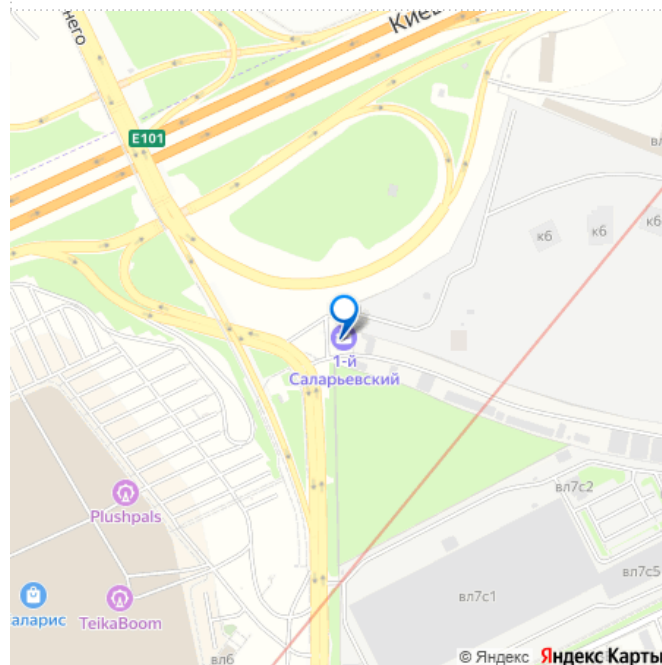 Киев
него
E101
вл
к6
к6
к6
1-й
Саларьевский
Plushpals
TeikaBoom
аларис
вл6
вл7с2
вл7с1
вл7с5
© Яндекс Яндекс Карты